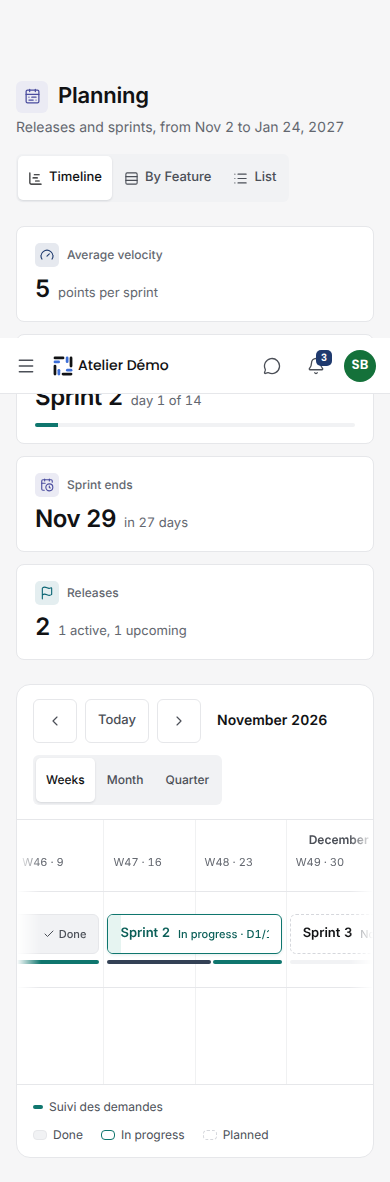 Planning
Releases and sprints, from Nov 2 to Jan 24, 2027
Timeline By Feature List
Average velocity
5 points per sprint
Atelier Démo 3 SB
Sprint 2 day 1 of 14
Sprint ends
Nov 29 in 27 days
Releases
2 1 active, 1 upcoming
Today November 2026
Weeks Month Quarter
December
W46 · 9 W47 · 16 W48 · 23 W49 · 30
Done Sprint 2 In progress · D1/1 Sprint 3
Suivi des demandes
Done In progress Planned